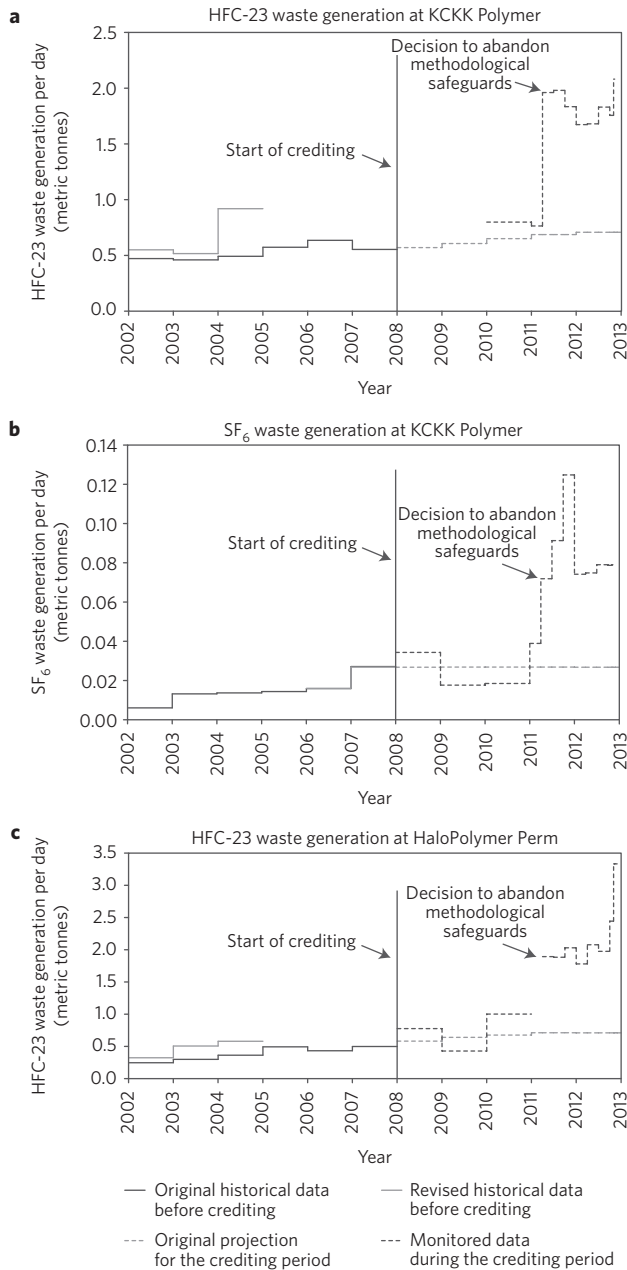 a
HFC-23 waste generation at KCKK Polymer
HFC-23 waste generation per day
(metric tonnes)
2.5
2.0
1.0
1.0
0.5
0.0
Decision to abandon
methodological
safeguards
Start of crediting
2002
2003
2004
2005
2006
2007
2008
2009
2010
2011
2012
2013
Year
b
SF6 waste generation at KCKK Polymer
SF6 waste generation per day
(metric tonnes)
0.14
0.12
0.10
0.08
0.06
0.04
0.02
0.00
Decision to abandon
methodological
safeguards
Start of crediting
2002
2003
2004
2005
2006
2007
2008
2009
2010
2011
2012
2013
Year
c
HFC-23 waste generation at HaloPolymer Perm
HFC-23 waste generation per day
(metric tonnes)
3.5
3.0
2.5
2.0
1.0
0.5
0.0
Decision to abandon
methodological
safeguards
Start of crediting
2002
2003
2004
2005
2006
2007
2008
2009
2010
2011
2012
2013
Year
Original historical data
before crediting
Revised historical data
before crediting
Original projection
for the crediting period
Monitored data
during the crediting period